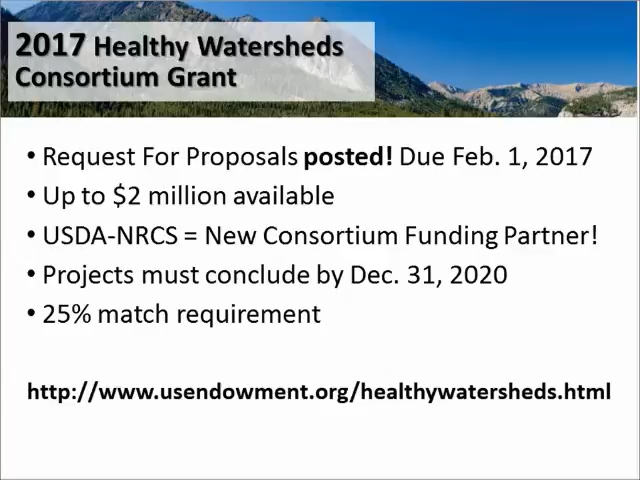 2017 Healthy Watersheds
Consortium Grant
• Request For Proposals posted! Due Feb. 1, 2017
• Up to $2 million available
• USDA-NRCS = New Consortium Funding Partner!
• Projects must conclude by Dec. 31, 2020
• 25% match requirement
http://www.usendowment.org/healthywatersheds.html